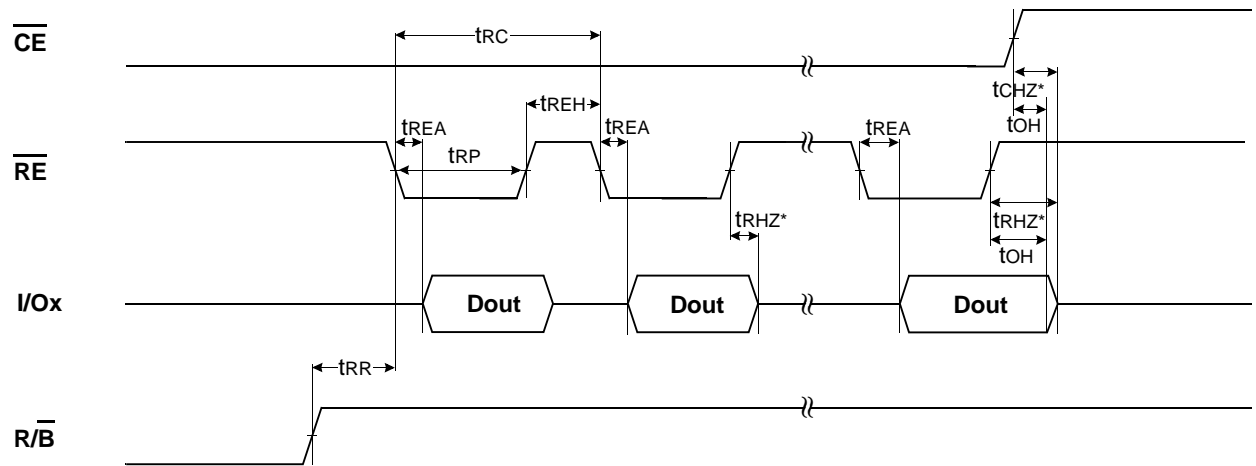 CE
tRC
tCHZ*
tREH
tOH
tREA
tREA
tREA
tRP
RE
tRHZ*
tRHZ*
tOH
I/Ox
Dout
Dout
Dout
tRR
R/B